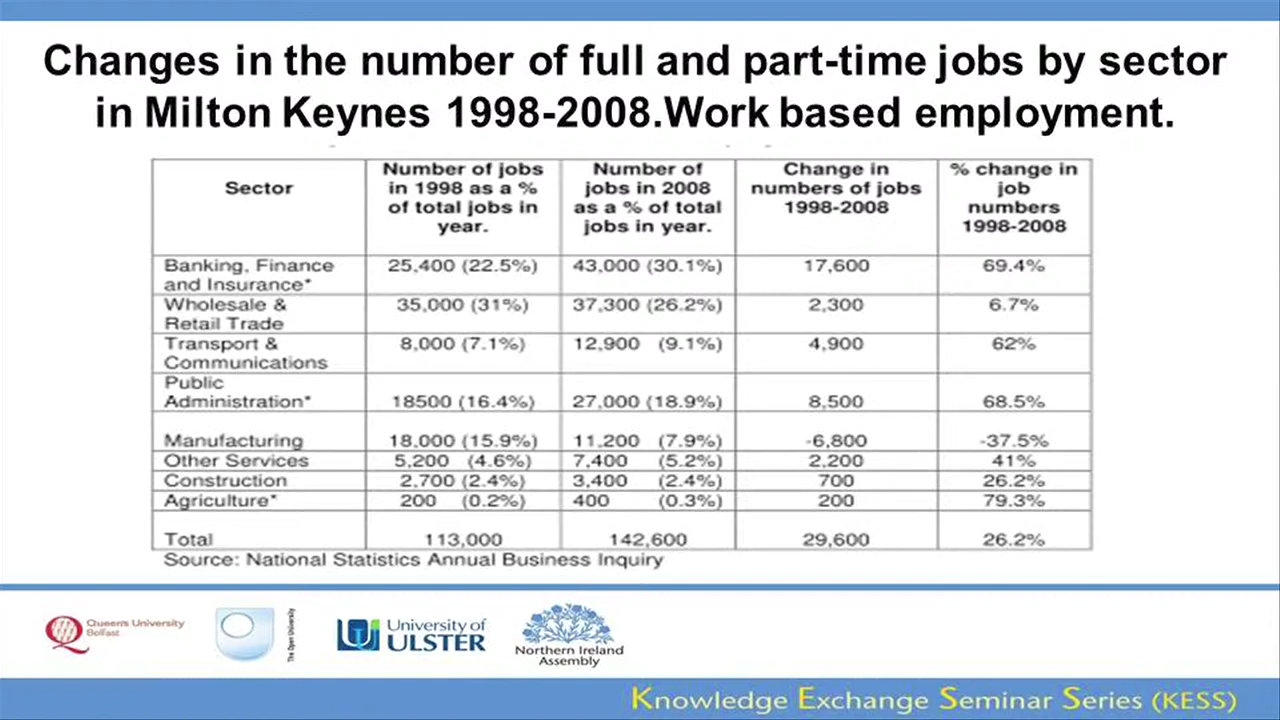 Changes in the number of full and part-time jobs by sector
in Milton Keynes 1998-2008.Work based employment.
Sector
Number of jobs
in 1998 as a %
of total jobs in
year.
Number of
jobs in 2008
as a % of total
jobs in year.
Change in
numbers of jobs
1998-2008
% change in
job
numbers
1998-2008
Banking, Finance
and Insurance*
25,400 (22.5%)
43,000 (30.1%)
17,600
69.4%
Wholesale &
Retail Trade
35,000 (31%)
37,300 (26.2%)
2,300
6.7%
Transport &
Communications
8,000 (7.1%)
12,900 (9.1%)
4,900
62%
Public
Administration*
18500 (16.4%)
27,000 (18.9%)
8,500
68.5%
Manufacturing
18,000 (15.9%)
11,200 (7.9%)
-6,800
-37.5%
Other Services
5,200 (4.6%)
7,400 (5.2%)
2,200
41%
Construction
2,700 (2.4%)
3,400 (2.4%)
700
26.2%
Agriculture*
200 (0.2%)
400 (0.3%)
200
79.3%
Total
113,000
142,600
29,600
26.2%
Source: National Statistics Annual Business Inquiry
Queen's University
Belfast
The Open University
University of
ULSTER
Northern Ireland
Assembly
Knowledge Exchange Seminar Series (KESS)